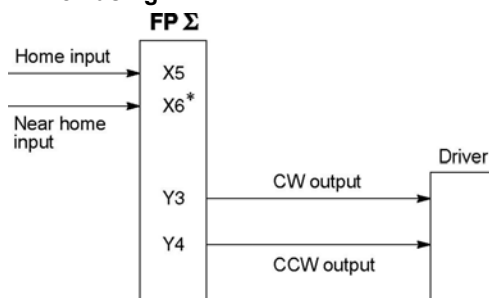 FP Σ
Home input
X5
X6*
Near home
input
Driver
Y3
CW output
Y4
CCW output